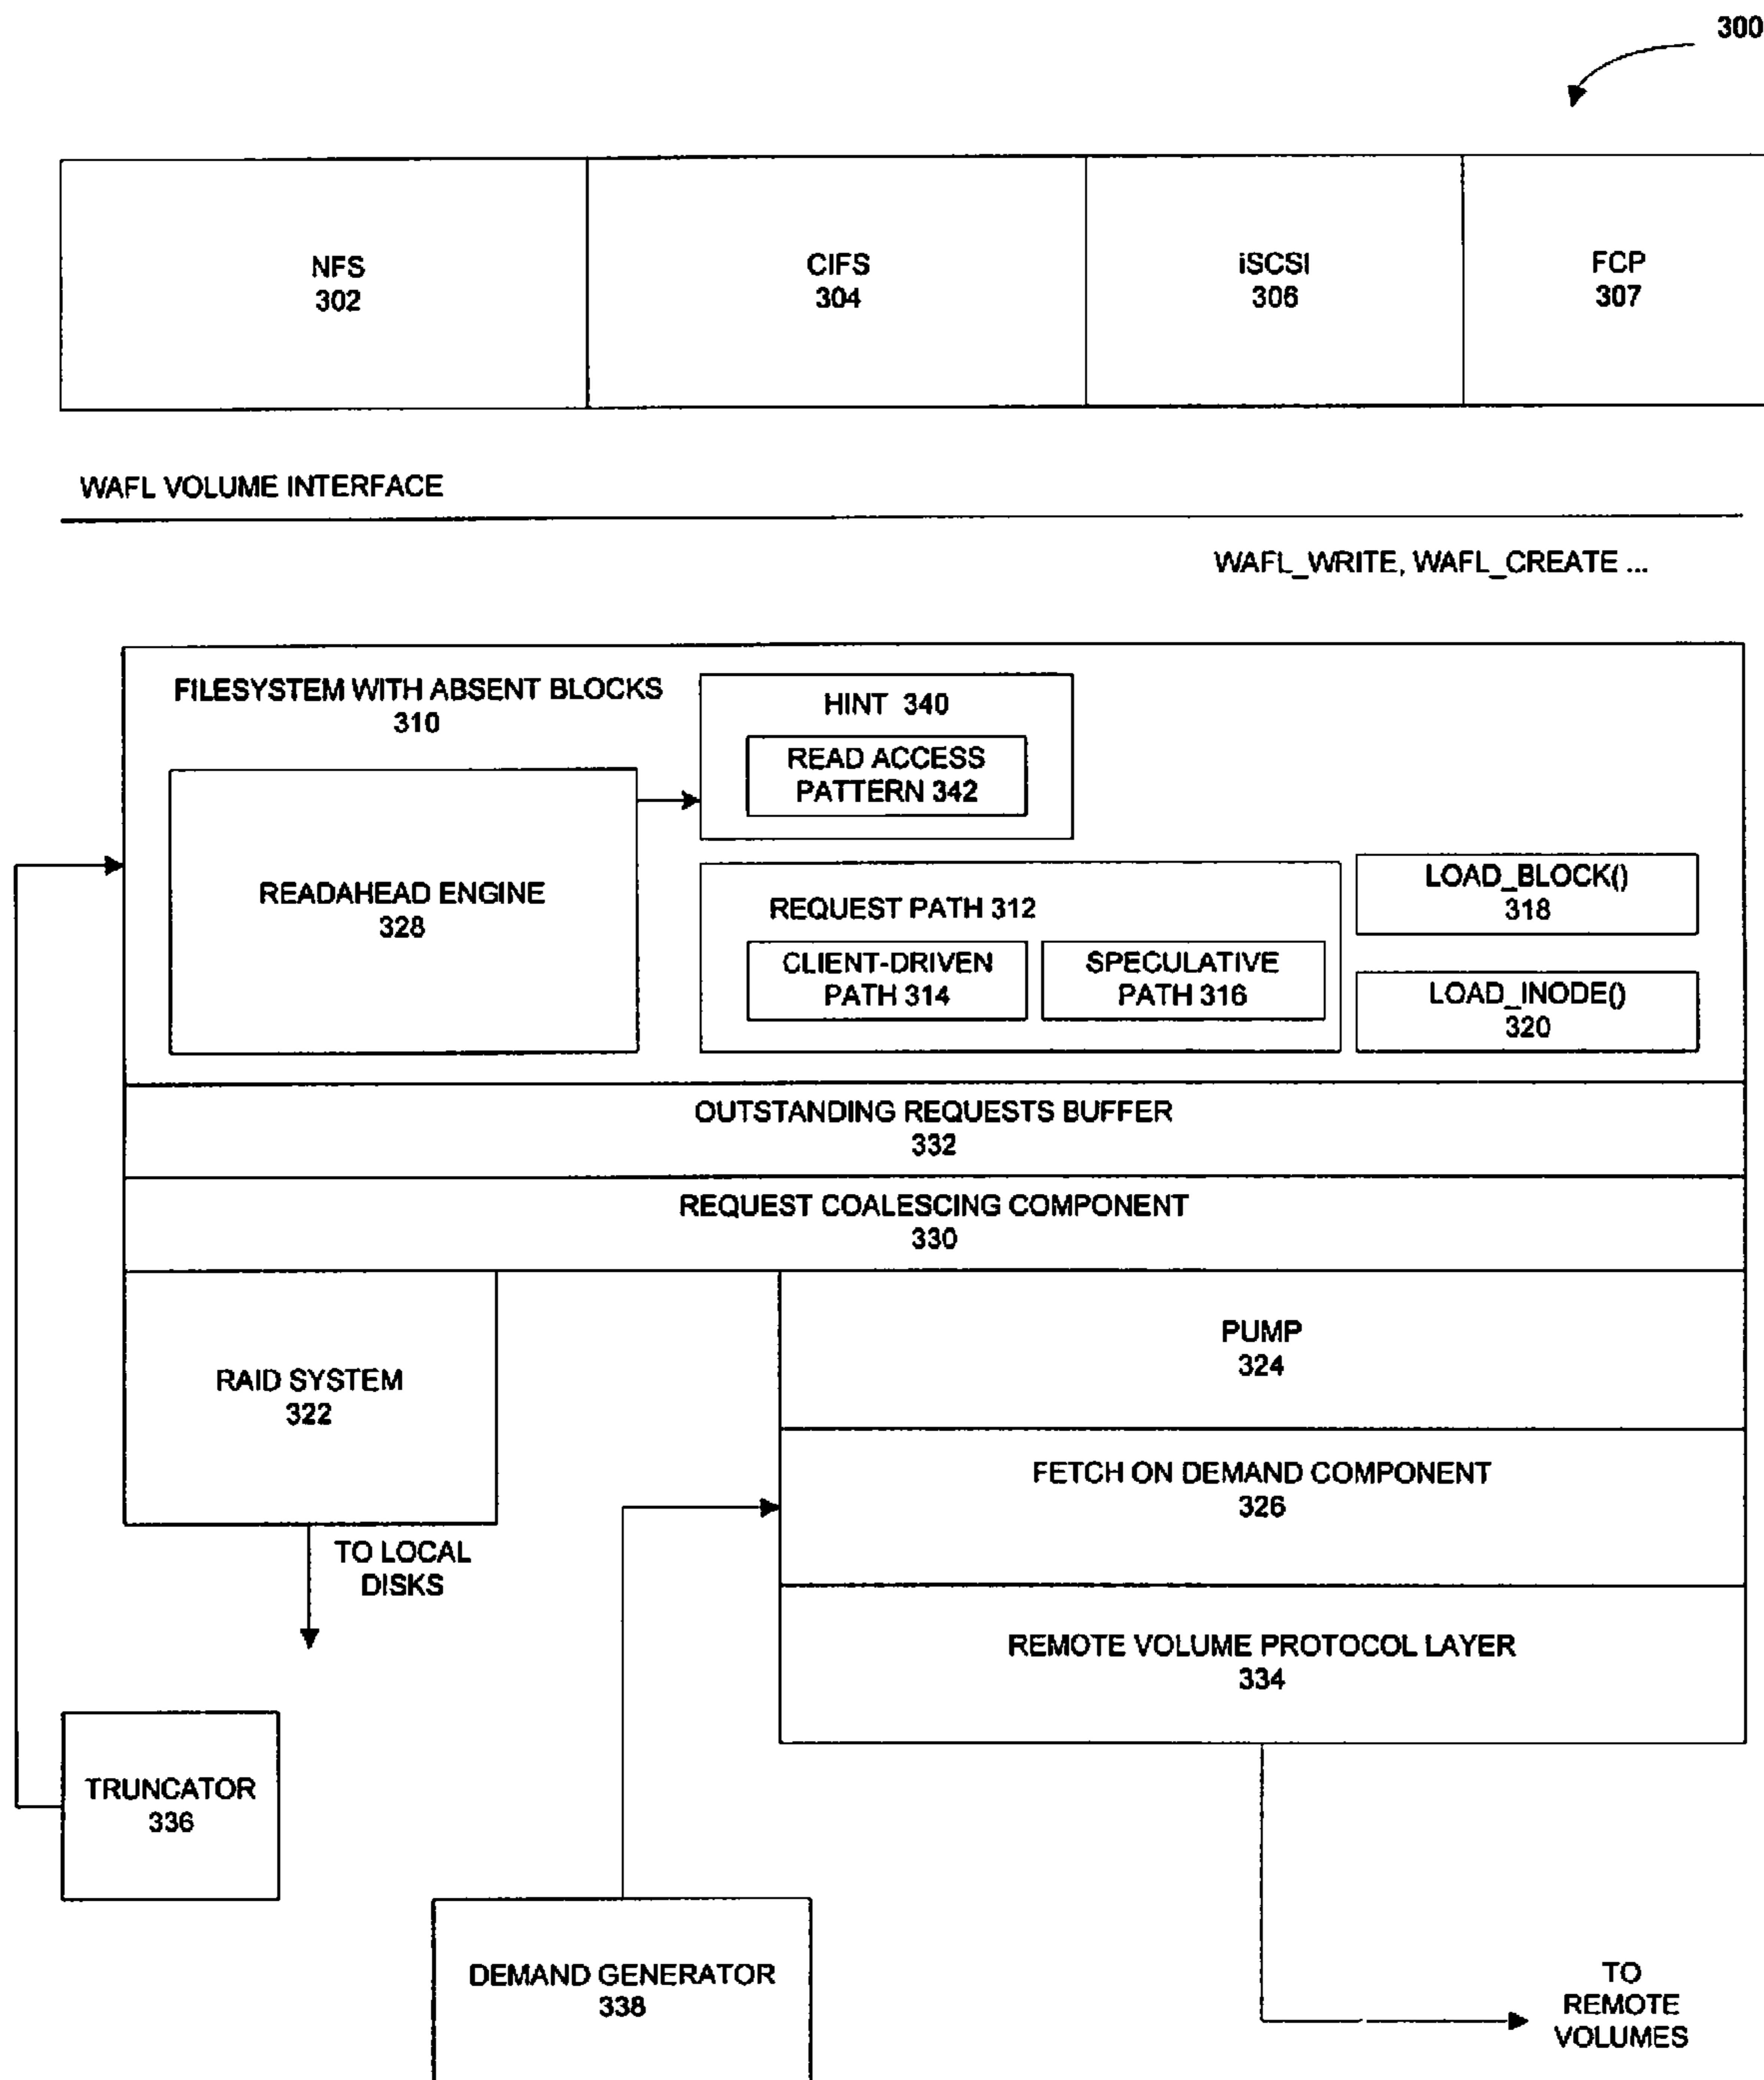 300
NFS
302
CIFS
304
iSCSI
306
FCP
307
WAFL VOLUME INTERFACE
WAFL_WRITE, WAFL_CREATE ...
FILESYSTEM WITH ABSENT BLOCKS
310
HINT 340
READ ACCESS
PATTERN 342
READAHEAD ENGINE
328
REQUEST PATH 312
CLIENT-DRIVEN
PATH 314
SPECULATIVE
PATH 316
LOAD_BLOCK()
318
LOAD_INODE()
320
OUTSTANDING REQUESTS BUFFER
332
REQUEST COALESCING COMPONENT
330
RAID SYSTEM
322
PUMP
324
FETCH ON DEMAND COMPONENT
326
TO LOCAL
DISKS
REMOTE VOLUME PROTOCOL LAYER
334
TRUNCATOR
336
DEMAND GENERATOR
338
TO
REMOTE
VOLUMES